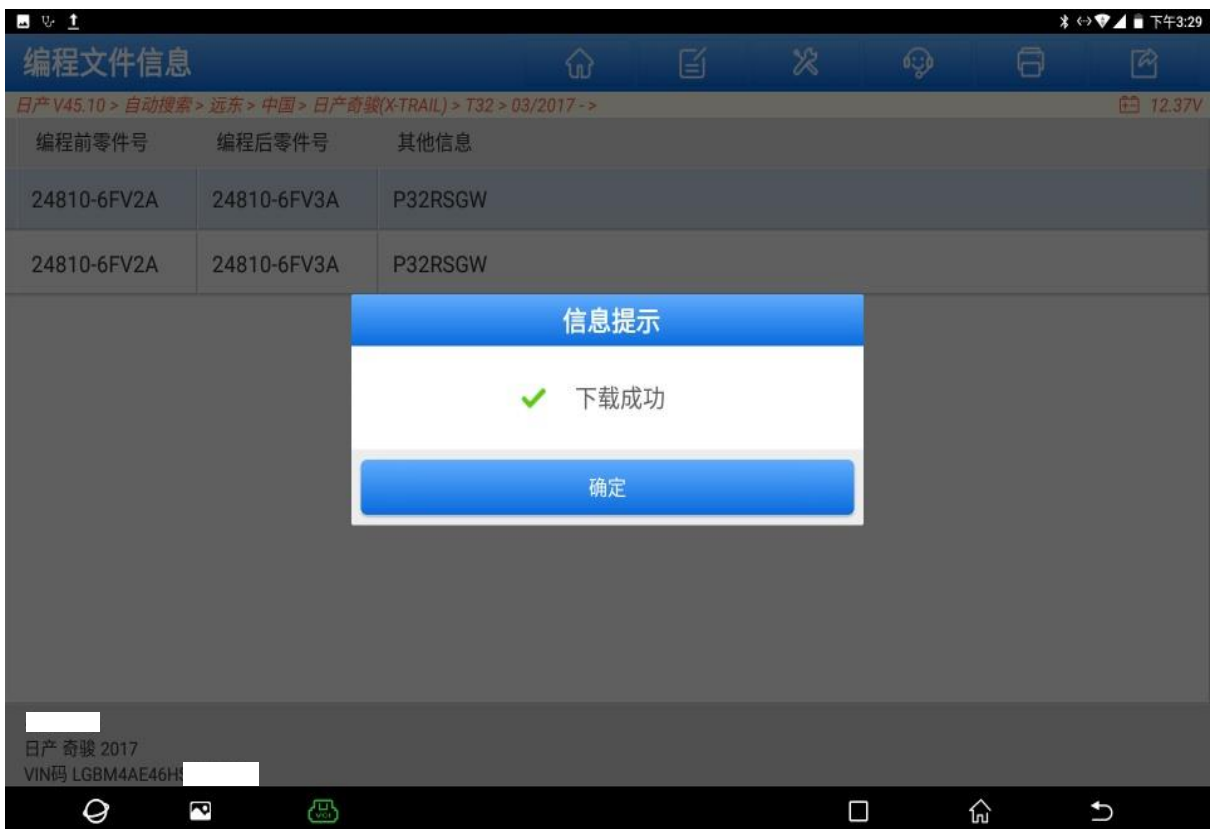 下午3:29
编程文件信息
日产 V45.10 > 自动搜索 > 远东 > 中国 > 日产奇骏(X-TRAIL) > T32 > 03/2017 - > 12.37V
编程前零件号 编程后零件号 其他信息
24810-6FV2A 24810-6FV3A P32RSGW
24810-6FV2A 24810-6FV3A P32RSGW
信息提示
下载成功
确定
日产 奇骏 2017
VIN码 LGBM4AE46H
VCI